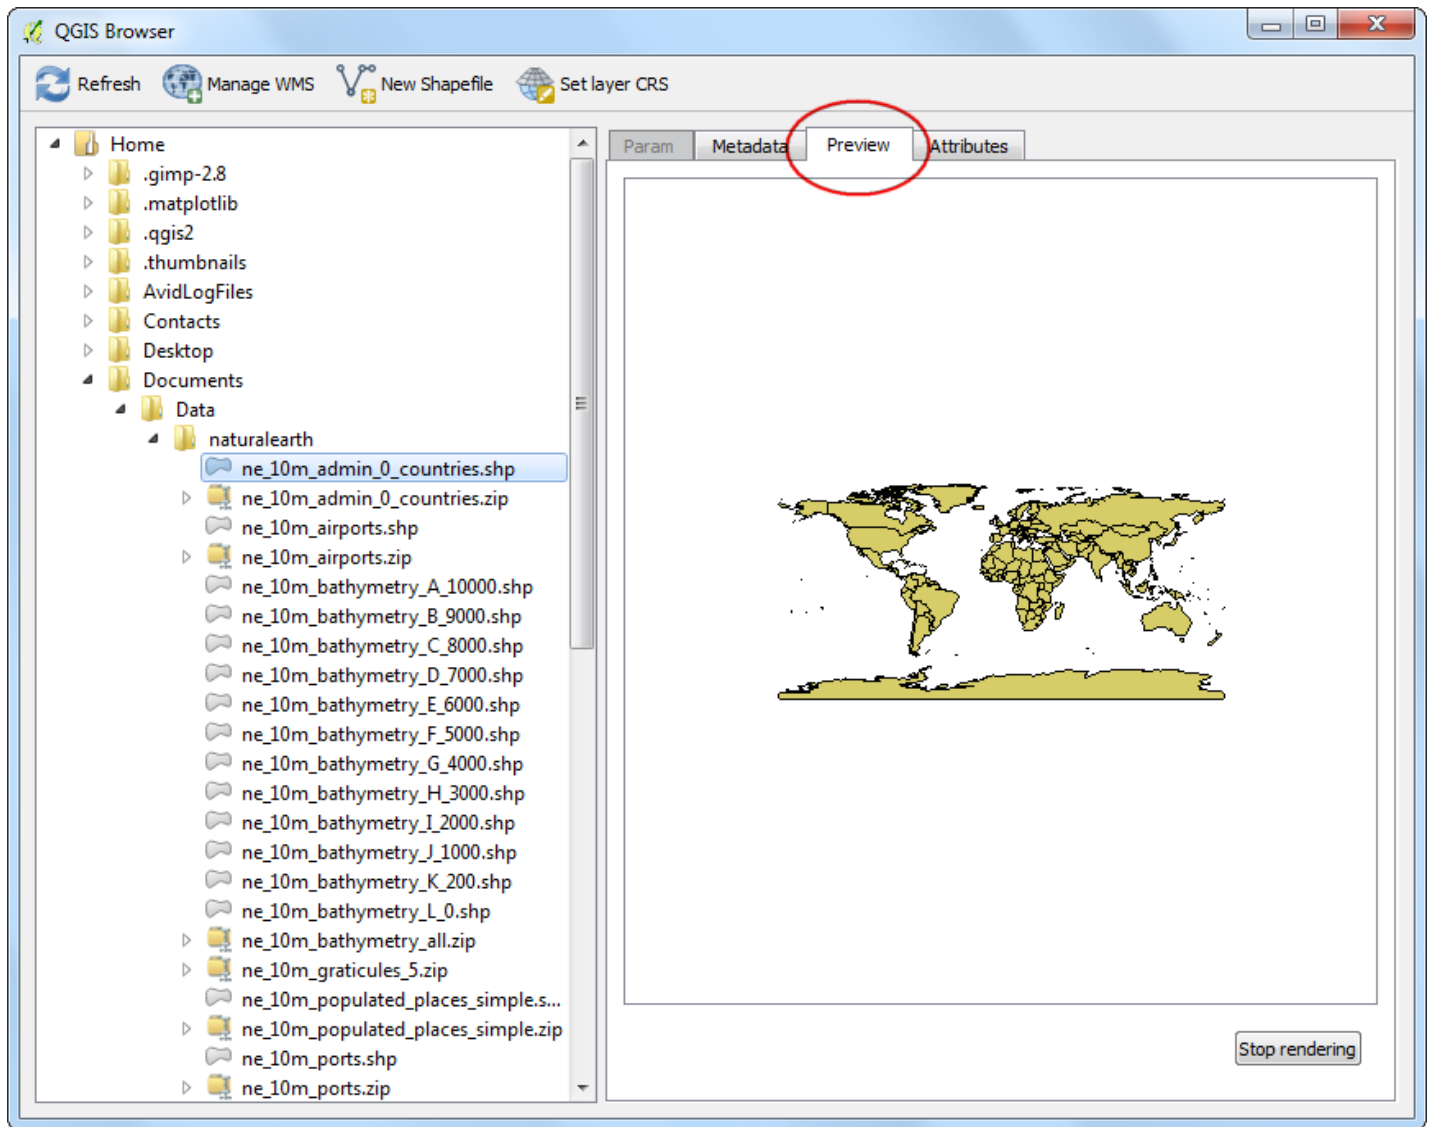 QGIS Browser
Refresh Manage WMS New Shapefile Set layer CRS
Home
.gimp-2.8
.matplotlib
.qgis2
.thumbnails
AvidLogFiles
Contacts
Desktop
Documents
Data
naturalearth
ne_10m_admin_0_countries.shp
ne_10m_admin_0_countries.zip
ne_10m_airports.shp
ne_10m_airports.zip
ne_10m_bathymetry_A_10000.shp
ne_10m_bathymetry_B_9000.shp
ne_10m_bathymetry_C_8000.shp
ne_10m_bathymetry_D_7000.shp
ne_10m_bathymetry_E_6000.shp
ne_10m_bathymetry_F_5000.shp
ne_10m_bathymetry_G_4000.shp
ne_10m_bathymetry_H_3000.shp
ne_10m_bathymetry_I_2000.shp
ne_10m_bathymetry_J_1000.shp
ne_10m_bathymetry_K_200.shp
ne_10m_bathymetry_L_0.shp
ne_10m_bathymetry_all.zip
ne_10m_graticules_5.zip
ne_10m_populated_places_simple.s...
ne_10m_populated_places_simple.zip
ne_10m_ports.shp
ne_10m_ports.zip
Param Metadata Preview Attributes
Stop rendering